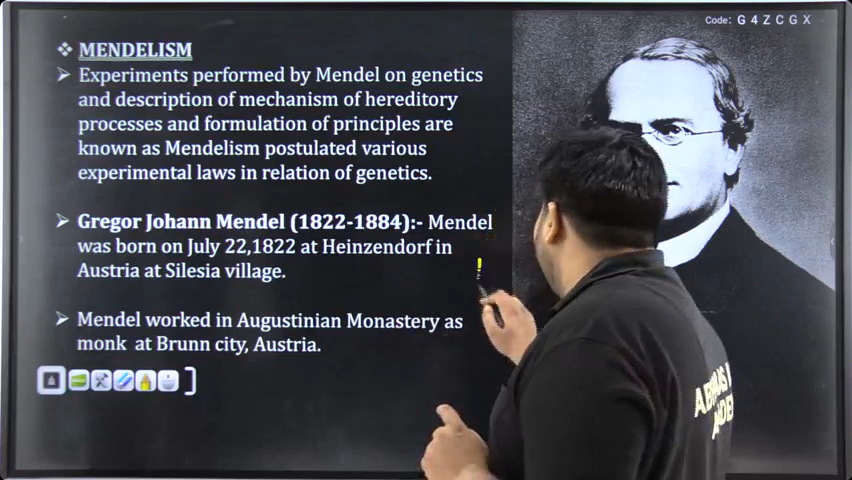 Code: G4ZCGX
❖ MENDELISM
➢ Experiments performed by Mendel on genetics
and description of mechanism of hereditory
processes and formulation of principles are
known as Mendelism postulated various
experimental laws in relation of genetics.
➢ Gregor Johann Mendel (1822-1884):- Mendel
was born on July 22,1822 at Heinzendorf in
Austria at Silesia village.
➢ Mendel worked in Augustinian Monastery as
monk at Brunn city, Austria.